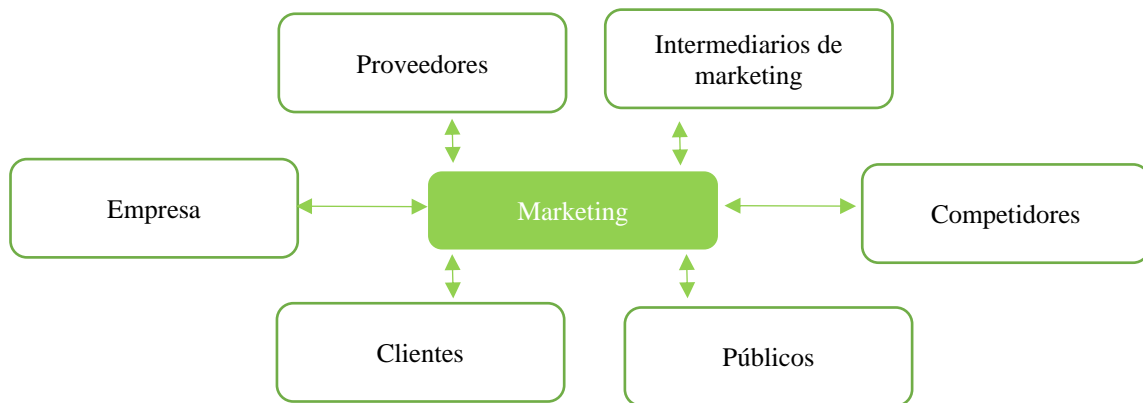 Proveedores
Intermediarios de
marketing
Empresa
Marketing
Competidores
Clientes
Públicos